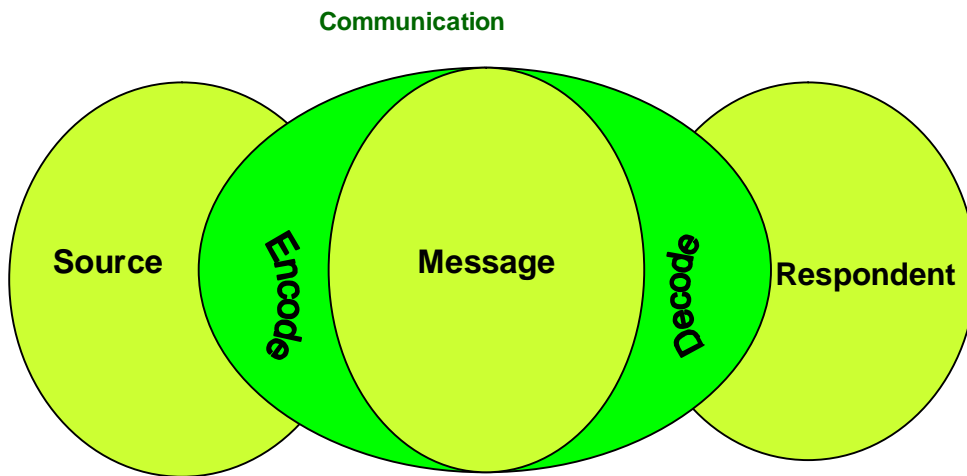 Communication
Source
Encode
Message
Decode
Respondent